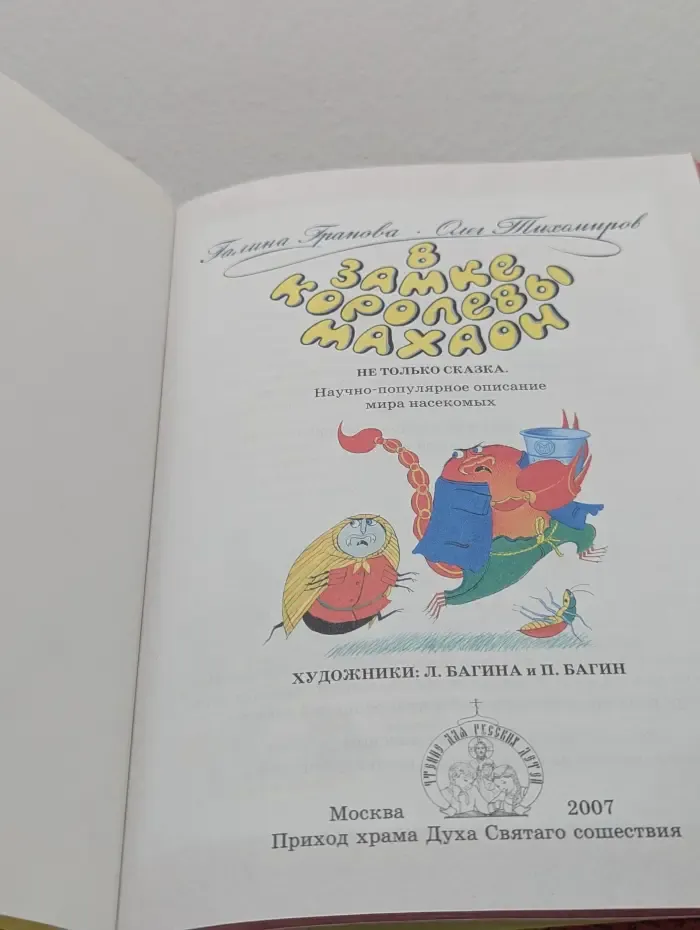 Галина Грапова · Олег Тихомиров
В
ЗАМКЕ
КОРОЛЕВЫ
МАХАОН
НЕ ТОЛЬКО СКАЗКА.
Научно-популярное описание
мира насекомых
ХУДОЖНИКИ: Л. БАГИНА и П. БАГИН
ЧТЕНИЕ ДЛЯ РУССКИХ ДЕТЕЙ
Москва 2007
Приход храма Духа Святаго сошествия